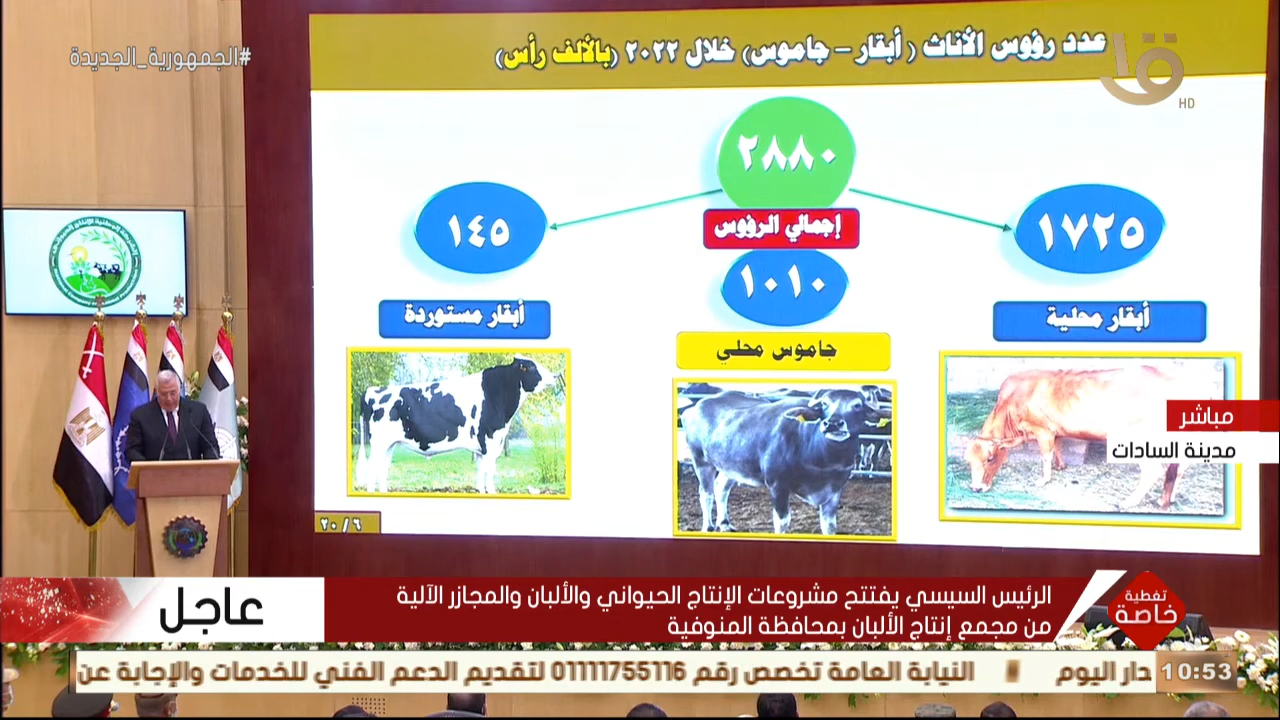 #الجمهورية_الجديدة
عدد رؤوس الأناث ( أبقار – جاموس) خلال ٢٠٢٢ (بالألف رأس)
HD
٢٨٨٠
إجمالي الرؤوس
١٧٢٥
أبقار محلية
١٠١٠
جاموس محلي
١٤٥
أبقار مستوردة
٢٠ / ٦
مباشر
مدينة السادات
تغطية
خاصة
عاجل
الرئيس السيسي يفتتح مشروعات الإنتاج الحيواني والألبان والمجازر الآلية
من مجمع إنتاج الألبان بمحافظة المنوفية
10:53
دار اليوم النيابة العامة تخصص رقم 01111755116 لتقديم الدعم الفني للخدمات والإجابة عن